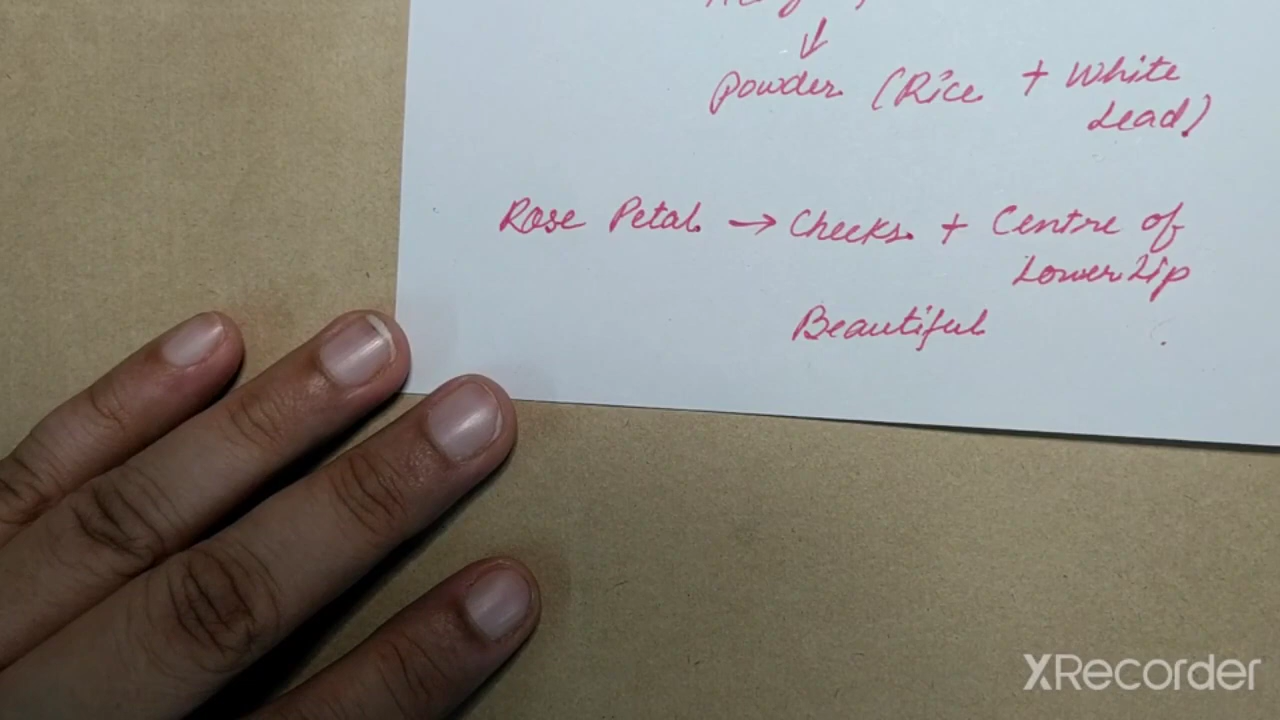 ↓
Powder (Rice + White
Lead)
Rose Petal → Cheeks + Centre of
Lower Lip
Beautiful
XRecorder